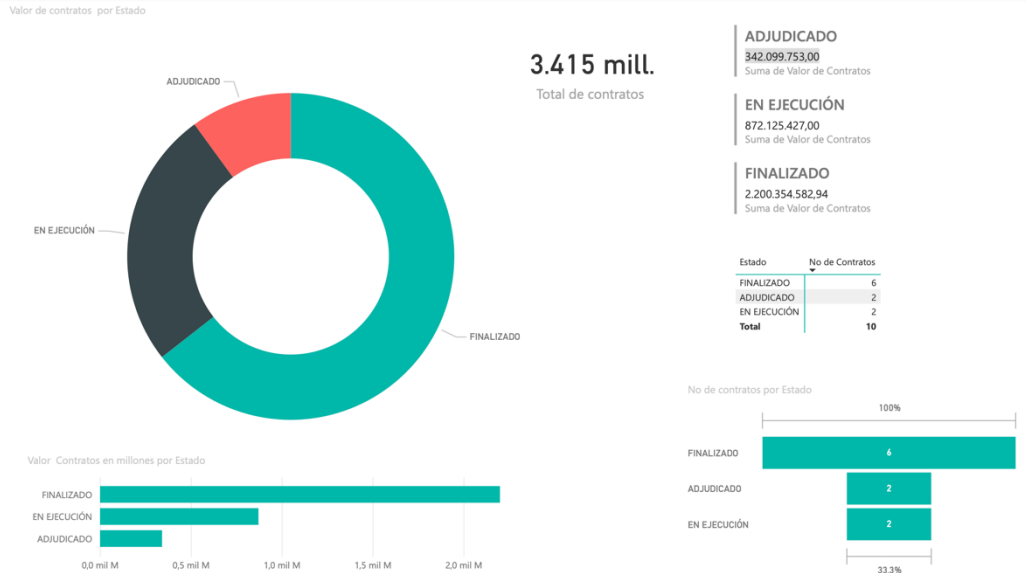 Valor de contratos por Estado
ADJUDICADO
EN EJECUCIÓN
FINALIZADO
3.415 mill.
Total de contratos
ADJUDICADO
342.099.753,00
Suma de Valor de Contratos
EN EJECUCIÓN
872.125.427,00
Suma de Valor de Contratos
FINALIZADO
2.200.354.582,94
Suma de Valor de Contratos
Estado No de Contratos
FINALIZADO 6
ADJUDICADO 2
EN EJECUCIÓN 2
Total 10
Valor Contratos en millones por Estado
FINALIZADO
EN EJECUCIÓN
ADJUDICADO
0,0 mil M 0,5 mil M 1,0 mil M 1,5 mil M 2,0 mil M
No de contratos por Estado
100%
FINALIZADO 6
ADJUDICADO 2
EN EJECUCIÓN 2
33.3%